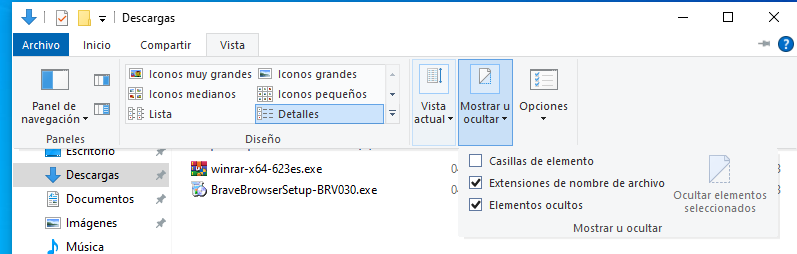 Descargas
Archivo Inicio Compartir Vista
Panel de navegación
Paneles
Iconos muy grandes Iconos grandes
Iconos medianos Iconos pequeños
Lista Detalles
Diseño
Vista actual
Mostrar u ocultar
Opciones
Escritorio
Descargas
Documentos
Imágenes
Música
winrar-x64-623es.exe
BraveBrowserSetup-BRV030.exe
Casillas de elemento
Extensiones de nombre de archivo
Elementos ocultos
Ocultar elementos
seleccionados
Mostrar u ocultar